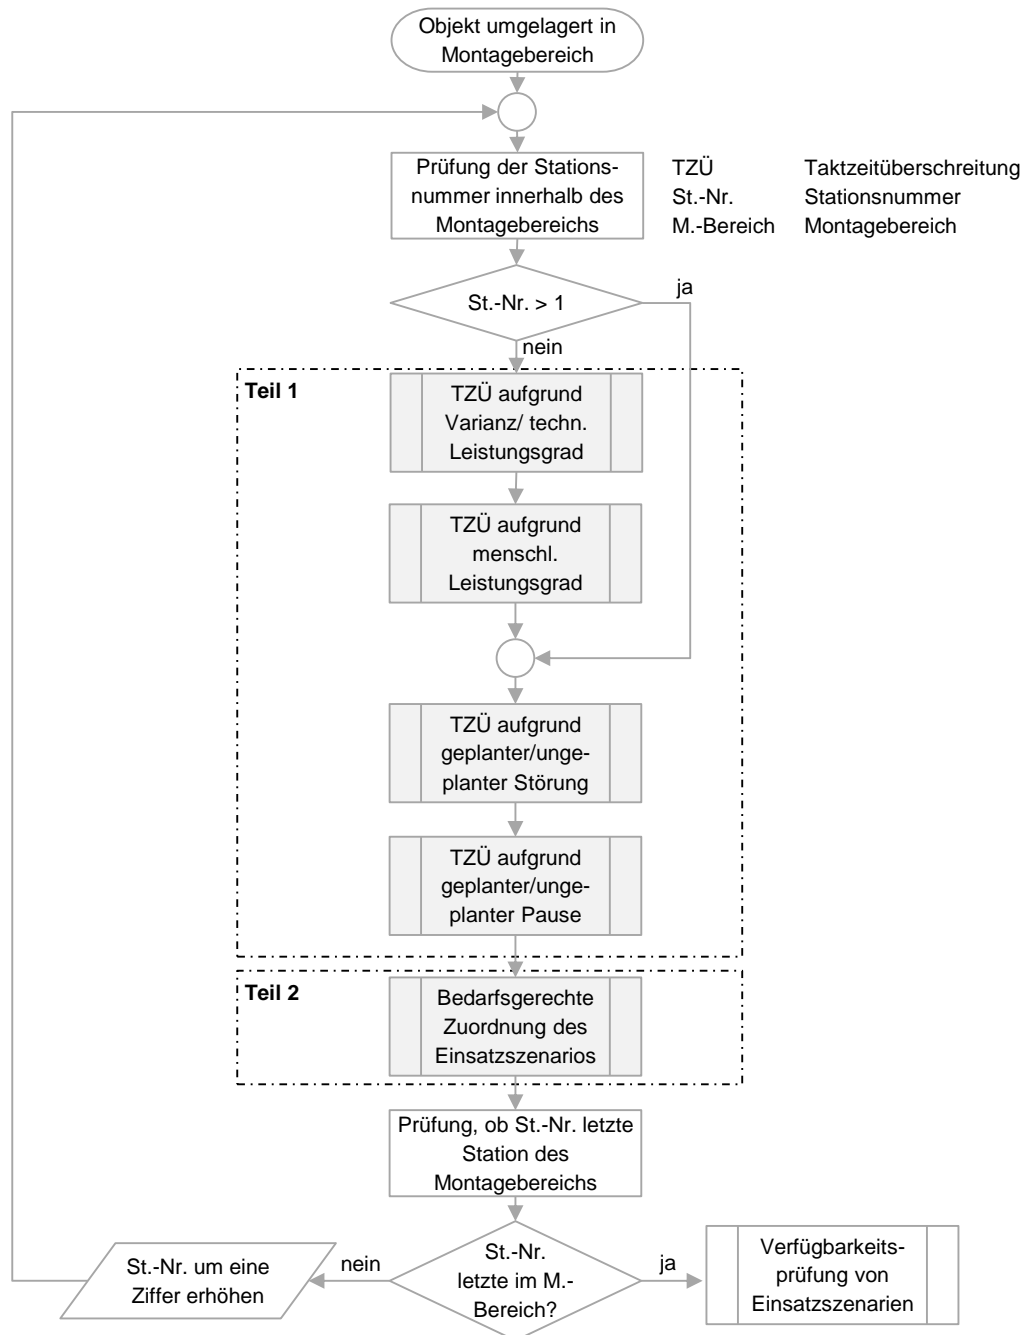 Objekt umgelagert in
Montagebereich
Prüfung der Stations-
nummer innerhalb des
Montagebereichs
TZÜ Taktzeitüberschreitung
St.-Nr. Stationsnummer
M.-Bereich Montagebereich
St.-Nr. > 1
ja
nein
Teil 1
TZÜ aufgrund
Varianz/ techn.
Leistungsgrad
TZÜ aufgrund
menschl.
Leistungsgrad
TZÜ aufgrund
geplanter/unge-
planter Störung
TZÜ aufgrund
geplanter/unge-
planter Pause
Teil 2
Bedarfsgerechte
Zuordnung des
Einsatzszenarios
Prüfung, ob St.-Nr. letzte
Station des
Montagebereichs
St.-Nr.
letzte im M.-
Bereich?
nein
ja
St.-Nr. um eine
Ziffer erhöhen
Verfügbarkeits-
prüfung von
Einsatzszenarien